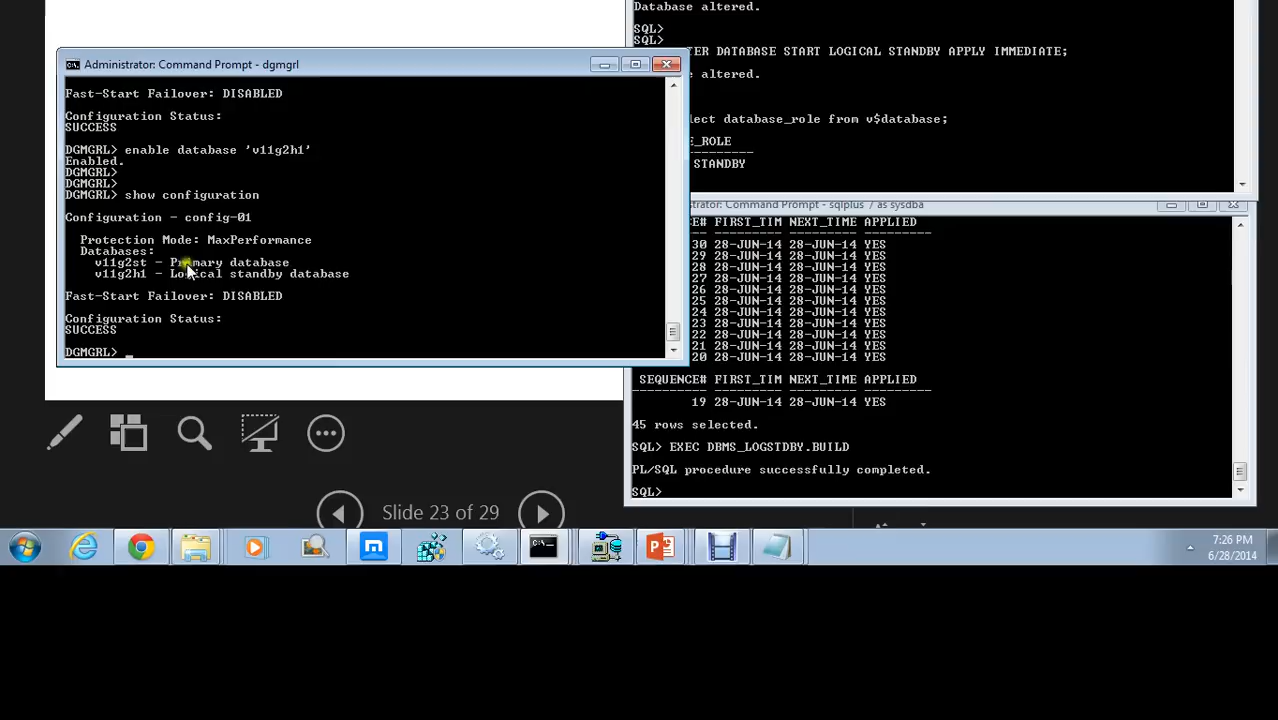 Administrator: Command Prompt - dgmgrl
Fast-Start Failover: DISABLED
Configuration Status:
SUCCESS
DGMGRL> enable database 'v11g2h1'
Enabled.
DGMGRL>
DGMGRL>
DGMGRL> show configuration
Configuration - config-01
Protection Mode: MaxPerformance
Databases:
v11g2st - Primary database
v11g2h1 - Logical standby database
Fast-Start Failover: DISABLED
Configuration Status:
SUCCESS
DGMGRL> _
Database altered.
SQL>
SQL>
TER DATABASE START LOGICAL STANDBY APPLY IMMEDIATE;
e altered.
lect database_role from v$database;
E_ROLE
STANDBY
trator: Command Prompt - sqlplus "/ as sysdba
SEQUENCE# FIRST_TIM NEXT_TIME APPLIED
30 28-JUN-14 28-JUN-14 YES
29 28-JUN-14 28-JUN-14 YES
28 28-JUN-14 28-JUN-14 YES
27 28-JUN-14 28-JUN-14 YES
26 28-JUN-14 28-JUN-14 YES
25 28-JUN-14 28-JUN-14 YES
24 28-JUN-14 28-JUN-14 YES
23 28-JUN-14 28-JUN-14 YES
22 28-JUN-14 28-JUN-14 YES
21 28-JUN-14 28-JUN-14 YES
20 28-JUN-14 28-JUN-14 YES
SEQUENCE# FIRST_TIM NEXT_TIME APPLIED
19 28-JUN-14 28-JUN-14 YES
45 rows selected.
SQL> EXEC DBMS_LOGSTDBY.BUILD
PL/SQL procedure successfully completed.
SQL>
Slide 23 of 29
7:26 PM
6/28/2014